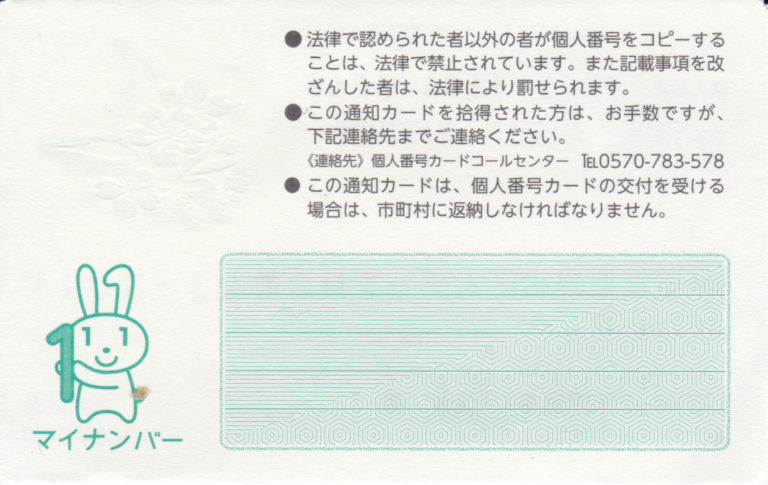 ● 法律で認められた者以外の者が個人番号をコピーする
ことは、法律で禁止されています。また記載事項を改
ざんした者は、法律により罰せられます。
● この通知カードを拾得された方は、お手数ですが、
下記連絡先までご連絡ください。
《連絡先》個人番号カードコールセンター ℡0570-783-578
● この通知カードは、個人番号カードの交付を受ける
場合は、市町村に返納しなければなりません。
1 1 1
マイナンバー